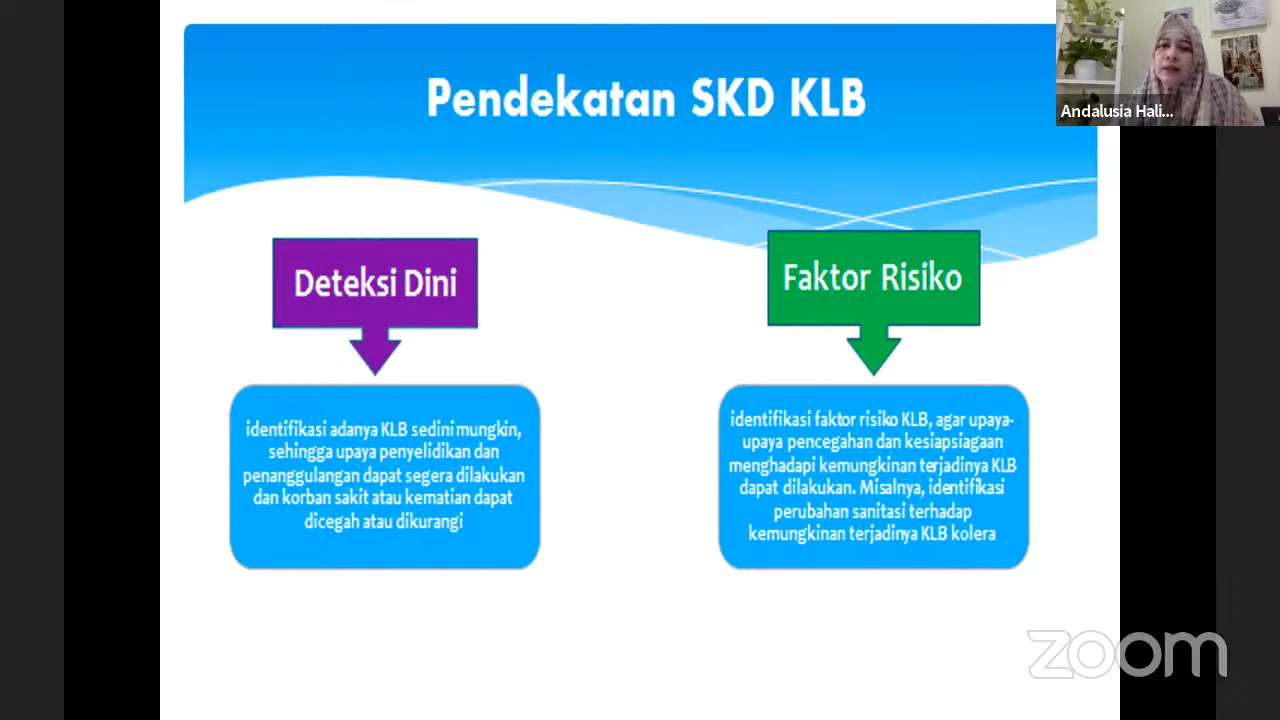 Pendekatan SKD KLB
Andalusia Hali...
Deteksi Dini
Faktor Risiko
identifikasi adanya KLB sedini mungkin,
sehingga upaya penyelidikan dan
penanggulangan dapat segera dilakukan
dan korban sakit atau kematian dapat
dicegah atau dikurangi
identifikasi faktor risiko KLB, agar upaya-
upaya pencegahan dan kesiapsiagaan
menghadapi kemungkinan terjadinya KLB
dapat dilakukan. Misalnya, identifikasi
perubahan sanitasi terhadap
kemungkinan terjadinya KLB kolera
zoom